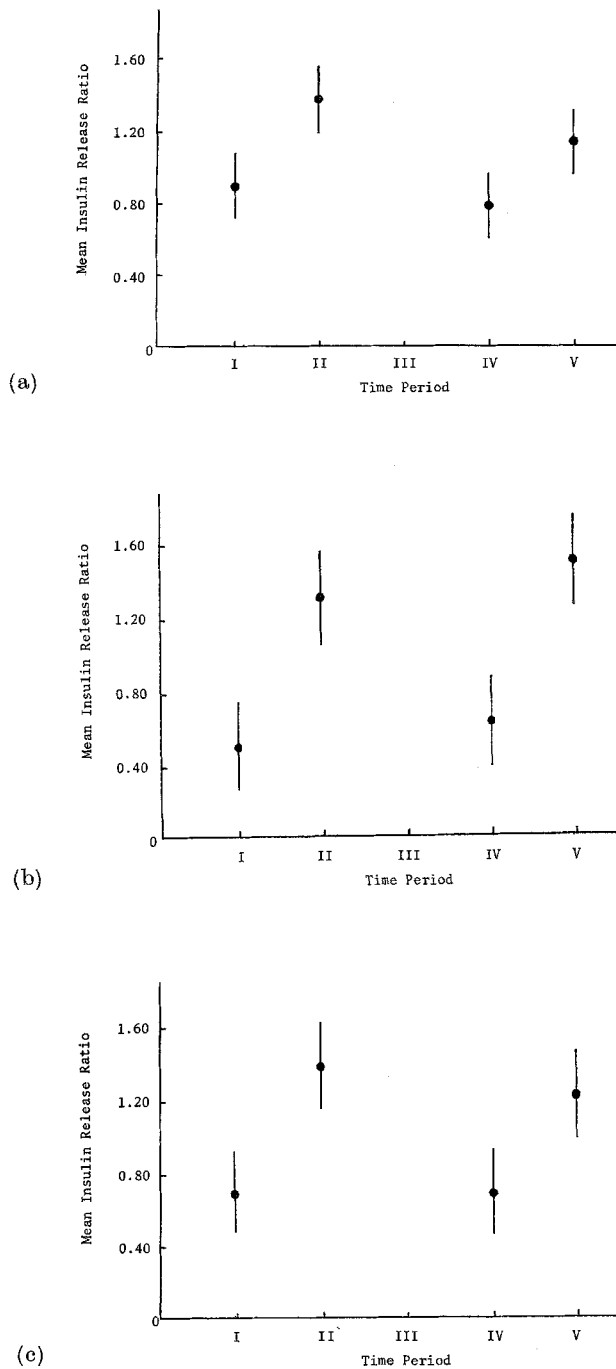 Mean Insulin Release Ratio
1.60
1.20
0.80
0.40
0
I II III IV V
Time Period
(a)
Mean Insulin Release Ratio
1.60
1.20
0.80
0.40
0
I II III IV V
Time Period
(b)
Mean Insulin Release Ratio
1.60
1.20
0.80
0.40
0
I II III IV V
Time Period
(c)